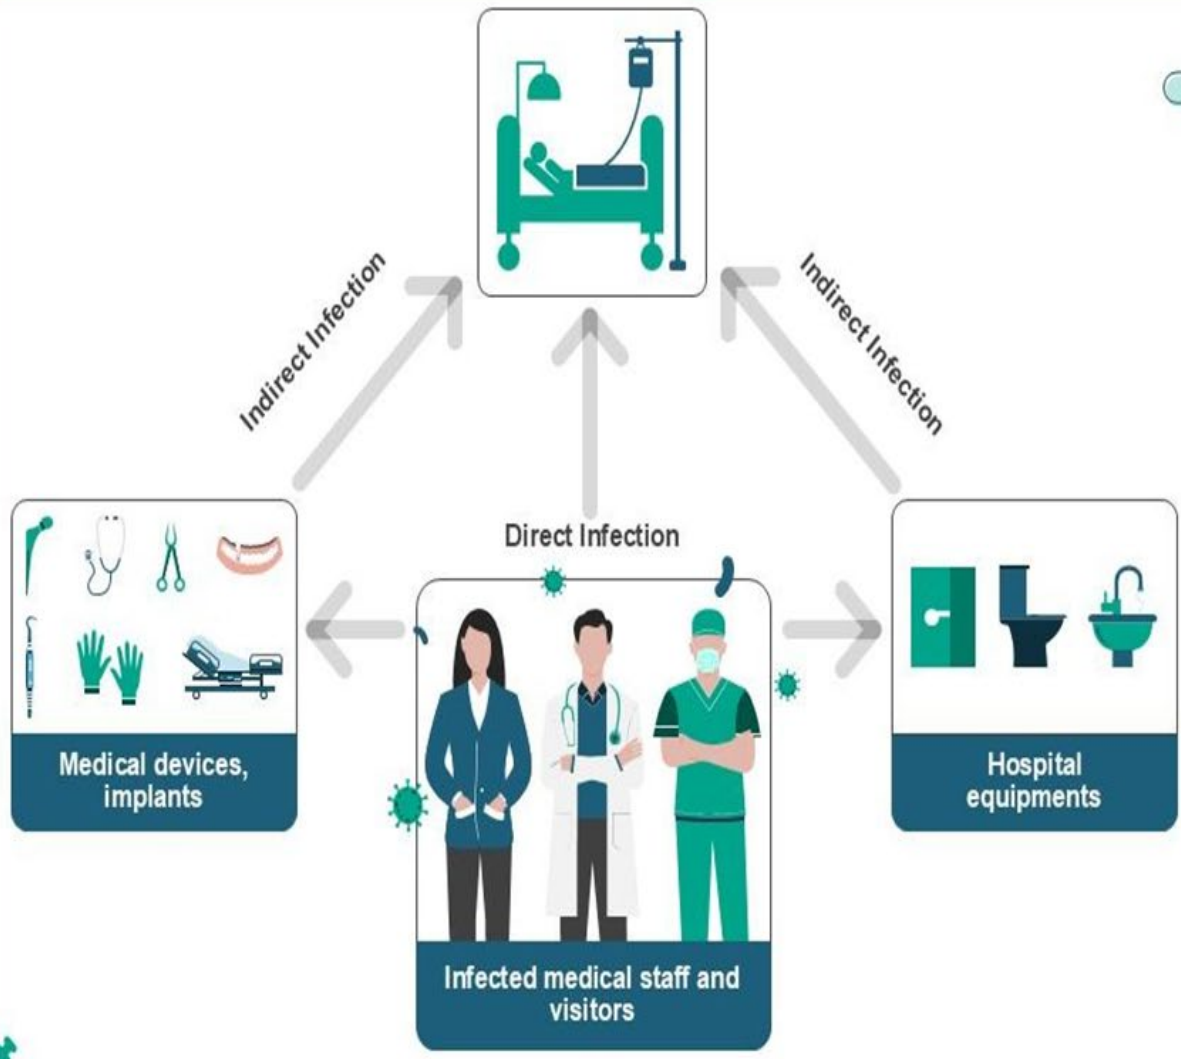 Indirect Infection
Indirect Infection
Direct Infection
Medical devices,
implants
Hospital
equipments
Infected medical staff and
visitors